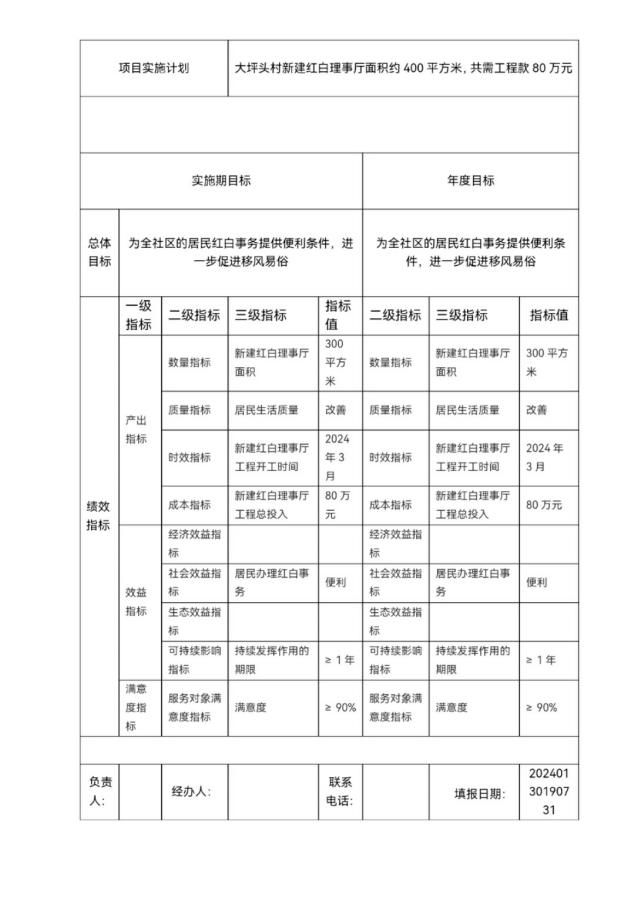 项目实施计划 大坪头村新建红白理事厅面积约 400 平方米, 共需工程款 80 万元
实施期目标 年度目标
总体目标 为全社区的居民红白事务提供便利条件，进一步促进移风易俗 为全社区的居民红白事务提供便利条件，进一步促进移风易俗
绩效指标 一级指标 二级指标 三级指标 指标值 二级指标 三级指标 指标值
产出指标 数量指标 新建红白理事厅面积 300 平方米 数量指标 新建红白理事厅面积 300 平方米
质量指标 居民生活质量 改善 质量指标 居民生活质量 改善
时效指标 新建红白理事厅工程开工时间 2024 年 3 月 时效指标 新建红白理事厅工程开工时间 2024 年 3 月
成本指标 新建红白理事厅工程总投入 80 万元 成本指标 新建红白理事厅工程总投入 80 万元
效益指标 经济效益指标 经济效益指标
社会效益指标 居民办理红白事务 便利 社会效益指标 居民办理红白事务 便利
生态效益指标 生态效益指标
可持续影响指标 持续发挥作用的期限 ≥ 1 年 可持续影响指标 持续发挥作用的期限 ≥ 1 年
满意度指标 服务对象满意度指标 满意度 ≥ 90% 服务对象满意度指标 满意度 ≥ 90%
负责人： 经办人： 联系电话： 填报日期： 20240130190731